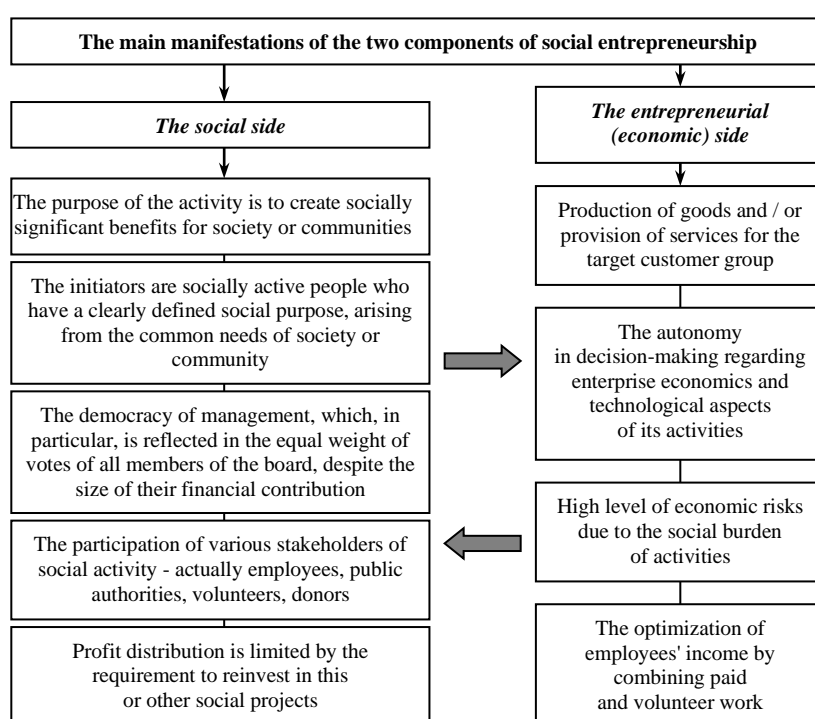 The main manifestations of the two components of social entrepreneurship
The social side
The purpose of the activity is to create socially
significant benefits for society or communities
The initiators are socially active people who
have a clearly defined social purpose, arising
from the common needs of society or
community
The democracy of management, which, in
particular, is reflected in the equal weight of
votes of all members of the board, despite the
size of their financial contribution
The participation of various stakeholders of
social activity - actually employees, public
authorities, volunteers, donors
Profit distribution is limited by the
requirement to reinvest in this
or other social projects
The entrepreneurial
(economic) side
Production of goods and / or
provision of services for the
target customer group
The autonomy
in decision-making regarding
enterprise economics and
technological aspects
of its activities
High level of economic risks
due to the social burden
of activities
The optimization of
employees' income by
combining paid
and volunteer work